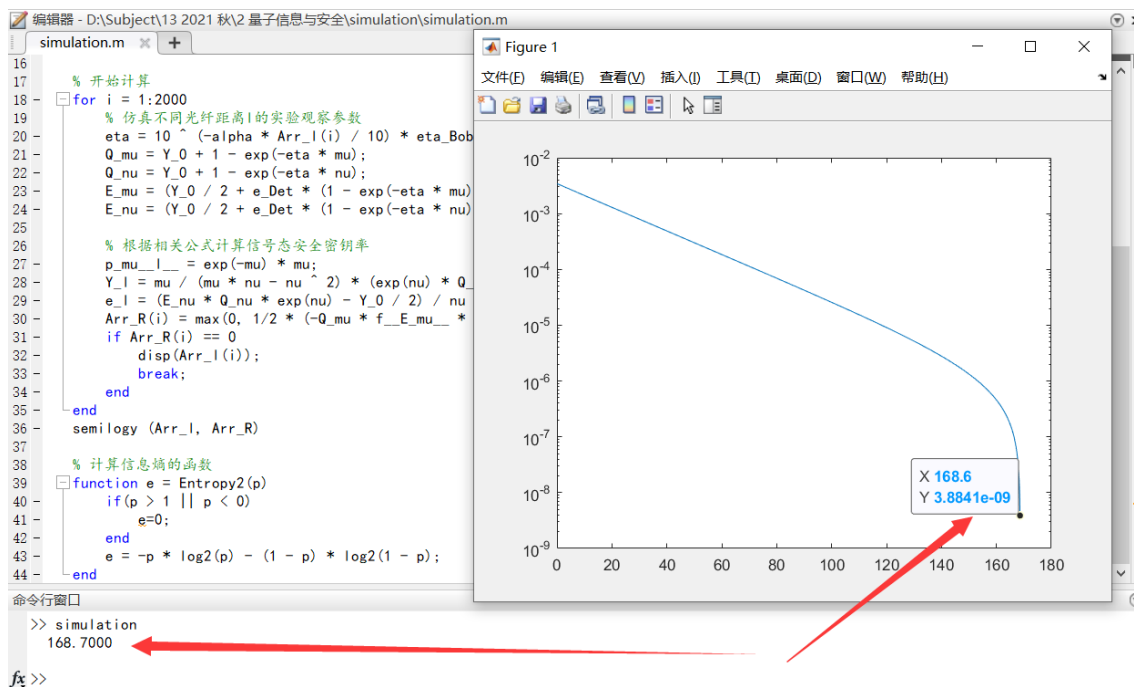 编辑器 - D:\Subject\13 2021 秋\2 量子信息与安全\simulation\simulation.m
simulation.m
16
17 % 开始计算
18 - for i = 1:2000
19 % 仿真不同光纤距离l的实验观察参数
20 - eta = 10 ^ (-alpha * Arr_l(i) / 10) * eta_Bob
21 - Q_mu = Y_0 + 1 - exp(-eta * mu);
22 - Q_nu = Y_0 + 1 - exp(-eta * nu);
23 - E_mu = (Y_0 / 2 + e_Det * (1 - exp(-eta * mu)
24 - E_nu = (Y_0 / 2 + e_Det * (1 - exp(-eta * nu)
25
26 % 根据相关公式计算信号态安全密钥率
27 - p_mu__l__ = exp(-mu) * mu;
28 - Y_l = mu / (mu * nu - nu ^ 2) * (exp(nu) * Q_
29 - e_l = (E_nu * Q_nu * exp(nu) - Y_0 / 2) / nu
30 - Arr_R(i) = max(0, 1/2 * (-Q_mu * f__E_mu__ *
31 - if Arr_R(i) == 0
32 - disp(Arr_l(i));
33 - break;
34 - end
35 - end
36 - semilogy (Arr_l, Arr_R)
37
38 % 计算信息熵的函数
39 function e = Entropy2(p)
40 - if(p > 1 || p < 0)
41 - e=0;
42 - end
43 - e = -p * log2(p) - (1 - p) * log2(1 - p);
44 - end
Figure 1
文件(F) 编辑(E) 查看(V) 插入(I) 工具(T) 桌面(D) 窗口(W) 帮助(H)
10^-2
10^-3
10^-4
10^-5
10^-6
10^-7
10^-8
10^-9
X 168.6
Y 3.8841e-09
0 20 40 60 80 100 120 140 160 180
命令行窗口
>> simulation
168.7000
fx >>